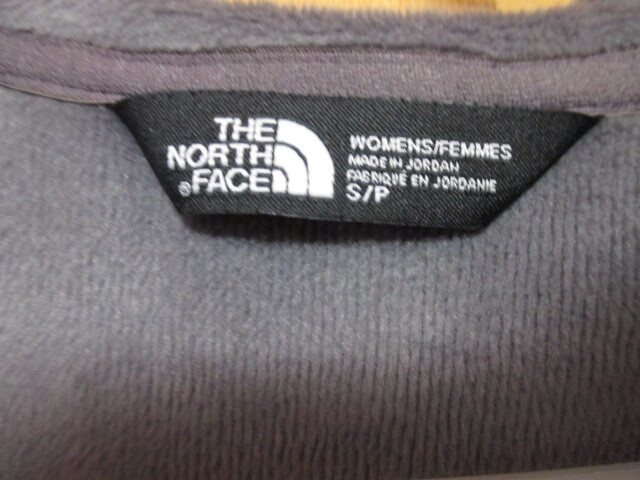 THE
NORTH
®FACE
WOMENS/FEMMES
MADE IN JORDAN
FABRIQUÉ EN JORDANIE
S/P